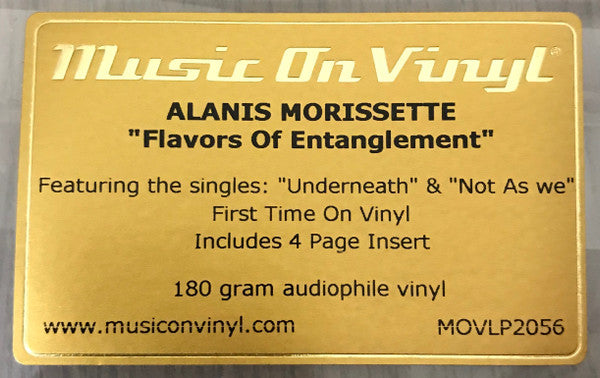 Music On Vinyl®
ALANIS MORISSETTE
"Flavors Of Entanglement"
Featuring the singles: "Underneath" & "Not As we"
First Time On Vinyl
Includes 4 Page Insert
180 gram audiophile vinyl
www.musiconvinyl.com MOVLP2056